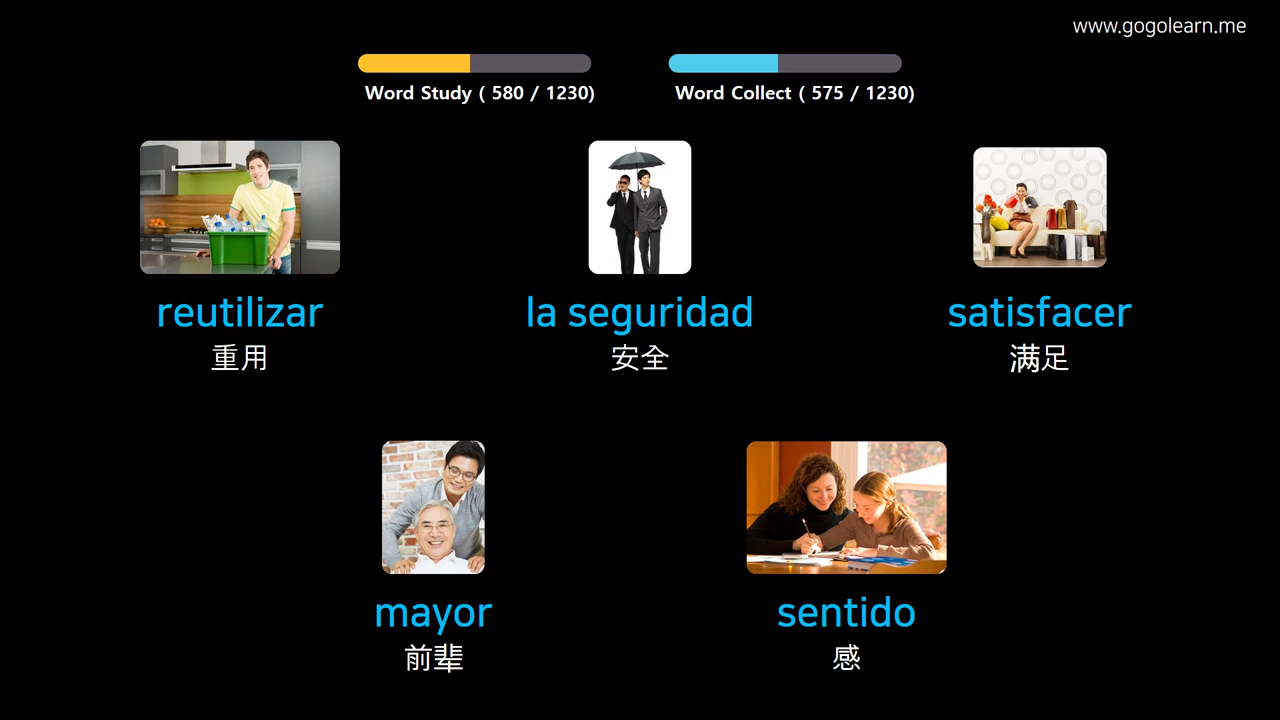 www.gogolearn.me
Word Study ( 580 / 1230)
Word Collect ( 575 / 1230)
reutilizar
重用
la seguridad
安全
satisfacer
满足
mayor
前辈
sentido
感